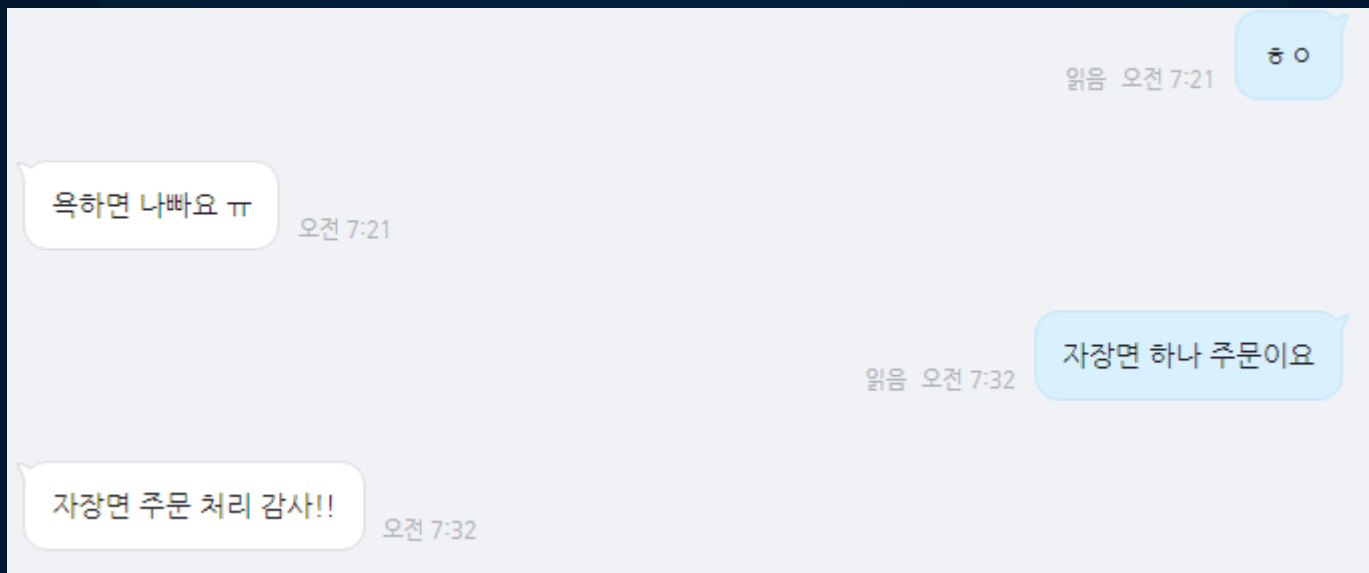 ㅎㅇ
읽음 오전 7:21
욕하면 나빠요 ㅠ
오전 7:21
자장면 하나 주문이요
읽음 오전 7:32
자장면 주문 처리 감사!!
오전 7:32